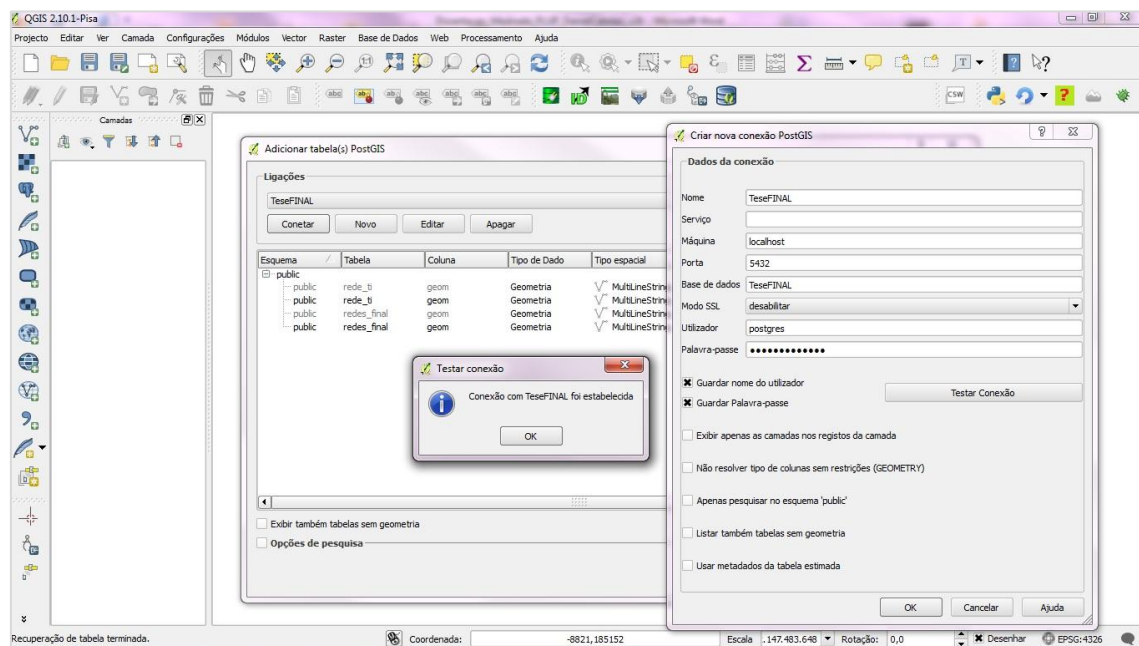 QGIS 2.10.1-Pisa
Projecto Editar Ver Camada Configurações Módulos Vector Raster Base de Dados Web Processamento Ajuda
Camadas
Adicionar tabela(s) PostGIS
Ligações
TeseFINAL
Conetar Novo Editar Apagar
Esquema Tabela Coluna Tipo de Dado Tipo espacial
public
public rede_ti geom Geometria MultiLineString
public rede_ti geom Geometria MultiLineString
public redes_final geom Geometria MultiLineString
public redes_final geom Geometria MultiLineString
Exibir também tabelas sem geometria
Opções de pesquisa
Testar conexão
Conexão com TeseFINAL foi estabelecida
OK
Criar nova conexão PostGIS
Dados da conexão
Nome TeseFINAL
Serviço
Máquina localhost
Porta 5432
Base de dados TeseFINAL
Modo SSL desabilitar
Utilizador postgres
Palavra-passe
Guardar nome do utilizador
Guardar Palavra-passe
Testar Conexão
Exibir apenas as camadas nos registos da camada
Não resolver tipo de colunas sem restrições (GEOMETRY)
Apenas pesquisar no esquema 'public'
Listar também tabelas sem geometria
Usar metadados da tabela estimada
OK Cancelar Ajuda
Recuperação de tabela terminada. Coordenada: -8821,185152 Escala .147.483.648 Rotação: 0,0 Desenhar EPSG:4326